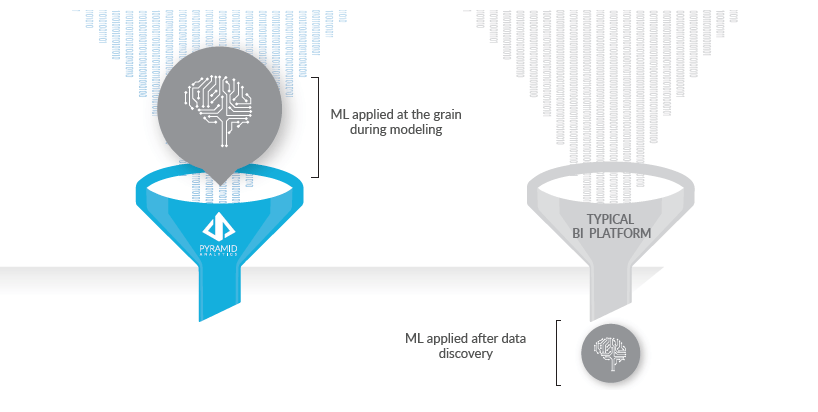 ML applied at the grain
during modeling
PYRAMID
ANALYTICS
TYPICAL
BI PLATFORM
ML applied after data
discovery